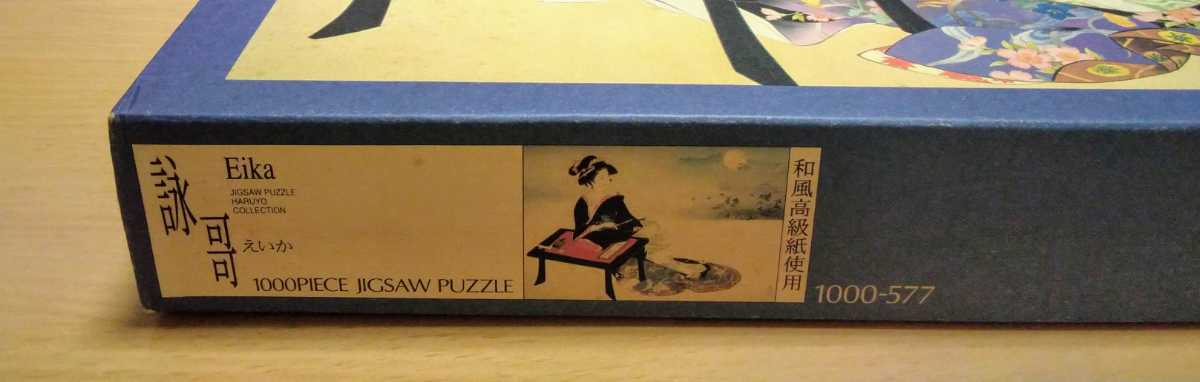 詠哥
Eika
JIGSAW PUZZLE
HARUYO
COLLECTION
えいか
1000PIECE JIGSAW PUZZLE
和風高級紙使用
1000-577